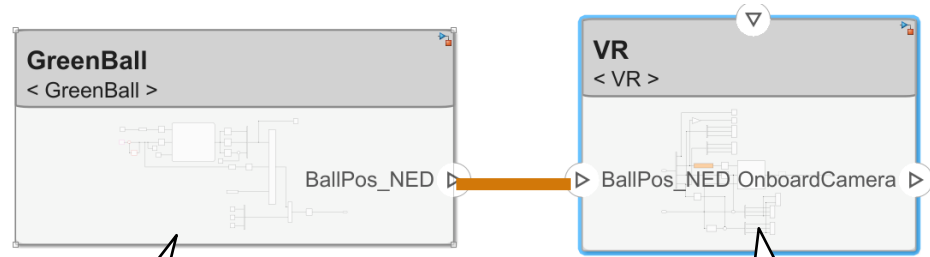 GreenBall
< GreenBall >
BallPos_NED
VR
< VR >
BallPos_NED OnboardCamera